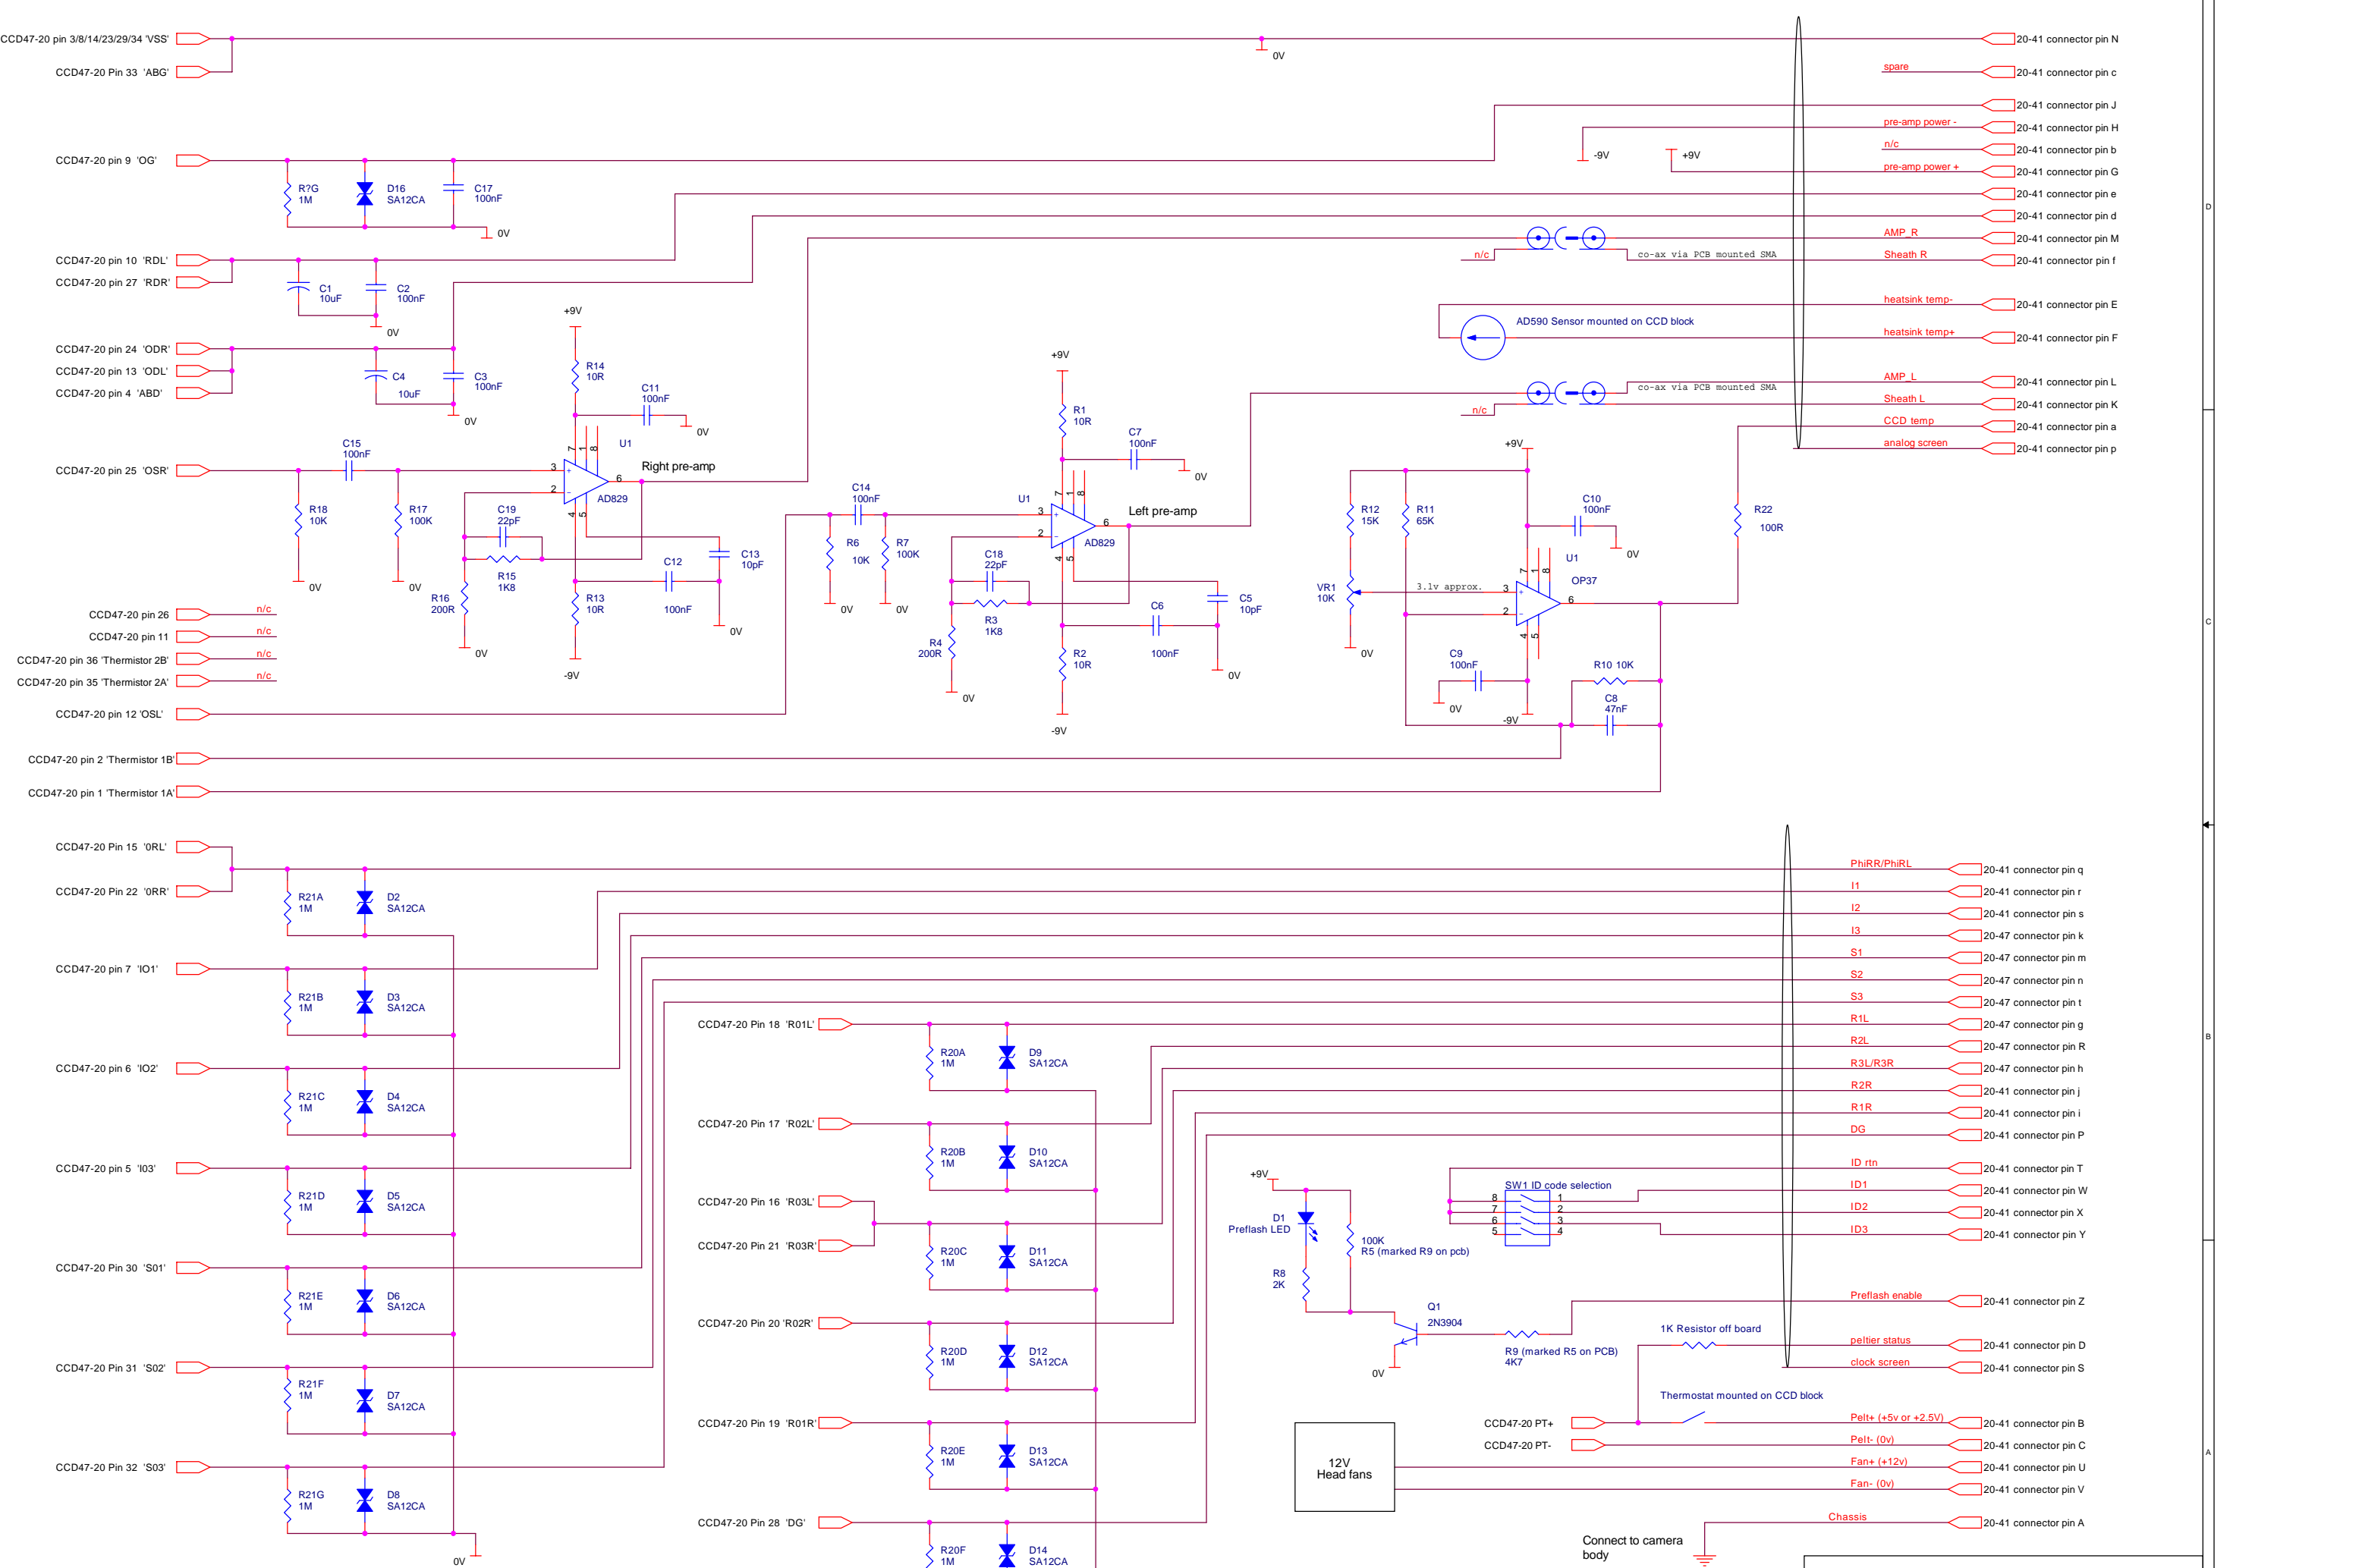 CCD47-20 pin 3/8/14/23/29/34 'VSS'
0V
20-41 connector pin N
CCD47-20 Pin 33 'ABG'
spare
20-41 connector pin c
20-41 connector pin J
pre-amp power -
20-41 connector pin H
-9V
+9V
n/c
20-41 connector pin b
CCD47-20 pin 9 'OG'
pre-amp power +
20-41 connector pin G
R?G
1M
D16
SA12CA
C17
100nF
0V
20-41 connector pin e
20-41 connector pin d
D
AMP_R
20-41 connector pin M
n/c
co-ax via PCB mounted SMA
Sheath R
20-41 connector pin f
CCD47-20 pin 10 'RDL'
CCD47-20 pin 27 'RDR'
C1
10uF
C2
100nF
0V
heatsink temp-
20-41 connector pin E
AD590 Sensor mounted on CCD block
heatsink temp+
20-41 connector pin F
CCD47-20 pin 24 'ODR'
CCD47-20 pin 13 'ODL'
CCD47-20 pin 4 'ABD'
C4
10uF
C3
100nF
0V
+9V
R14
10R
C11
100nF
0V
+9V
R1
10R
C7
100nF
0V
co-ax via PCB mounted SMA
AMP_L
20-41 connector pin L
n/c
Sheath L
20-41 connector pin K
CCD temp
20-41 connector pin a
analog screen
20-41 connector pin p
CCD47-20 pin 25 'OSR'
C15
100nF
R18
10K
0V
R17
100K
0V
7
1
8
U1
3
2
6
+
-
AD829
4
5
Right pre-amp
C19
22pF
R15
1K8
R16
200R
0V
R13
10R
-9V
C12
100nF
C13
10pF
0V
C14
100nF
R6
10K
0V
R7
100K
0V
U1
7
1
8
3
2
6
+
-
AD829
4
5
Left pre-amp
C18
22pF
R3
1K8
R4
200R
0V
R2
10R
-9V
C6
100nF
C5
10pF
0V
+9V
R12
15K
R11
65K
C10
100nF
0V
R22
100R
VR1
10K
0V
3.1v approx.
7
1
8
U1
OP37
3
2
6
+
-
4
5
C9
100nF
0V
-9V
R10 10K
C8
47nF
C
CCD47-20 pin 26
n/c
CCD47-20 pin 11
n/c
CCD47-20 pin 36 'Thermistor 2B'
n/c
CCD47-20 pin 35 'Thermistor 2A'
n/c
CCD47-20 pin 12 'OSL'
CCD47-20 pin 2 'Thermistor 1B'
CCD47-20 pin 1 'Thermistor 1A'
CCD47-20 Pin 15 '0RL'
CCD47-20 Pin 22 '0RR'
R21A
1M
D2
SA12CA
CCD47-20 pin 7 'IO1'
R21B
1M
D3
SA12CA
CCD47-20 pin 6 'IO2'
R21C
1M
D4
SA12CA
CCD47-20 pin 5 'I03'
R21D
1M
D5
SA12CA
CCD47-20 Pin 30 'S01'
R21E
1M
D6
SA12CA
CCD47-20 Pin 31 'S02'
R21F
1M
D7
SA12CA
CCD47-20 Pin 32 'S03'
R21G
1M
D8
SA12CA
0V
CCD47-20 Pin 18 'R01L'
R20A
1M
D9
SA12CA
CCD47-20 Pin 17 'R02L'
R20B
1M
D10
SA12CA
CCD47-20 Pin 16 'R03L'
CCD47-20 Pin 21 'R03R'
R20C
1M
D11
SA12CA
CCD47-20 Pin 20 'R02R'
R20D
1M
D12
SA12CA
CCD47-20 Pin 19 'R01R'
R20E
1M
D13
SA12CA
CCD47-20 Pin 28 'DG'
R20F
1M
D14
SA12CA
PhiRR/PhiRL
20-41 connector pin q
I1
20-41 connector pin r
I2
20-41 connector pin s
I3
20-47 connector pin k
S1
20-47 connector pin m
S2
20-47 connector pin n
S3
20-47 connector pin t
R1L
20-47 connector pin g
R2L
20-47 connector pin R
B
R3L/R3R
20-47 connector pin h
R2R
20-41 connector pin j
R1R
20-41 connector pin i
DG
20-41 connector pin P
ID rtn
20-41 connector pin T
SW1 ID code selection
8
7
6
5
1
2
3
4
ID1
20-41 connector pin W
ID2
20-41 connector pin X
ID3
20-41 connector pin Y
+9V
D1
Preflash LED
100K
R5 (marked R9 on pcb)
R8
2K
Q1
2N3904
0V
R9 (marked R5 on PCB)
4K7
Preflash enable
20-41 connector pin Z
1K Resistor off board
peltier status
20-41 connector pin D
clock screen
20-41 connector pin S
Thermostat mounted on CCD block
CCD47-20 PT+
Pelt+ (+5v or +2.5V)
20-41 connector pin B
CCD47-20 PT-
Pelt- (0v)
20-41 connector pin C
A
12V
Head fans
Fan+ (+12v)
20-41 connector pin U
Fan- (0v)
20-41 connector pin V
Chassis
20-41 connector pin A
Connect to camera
body